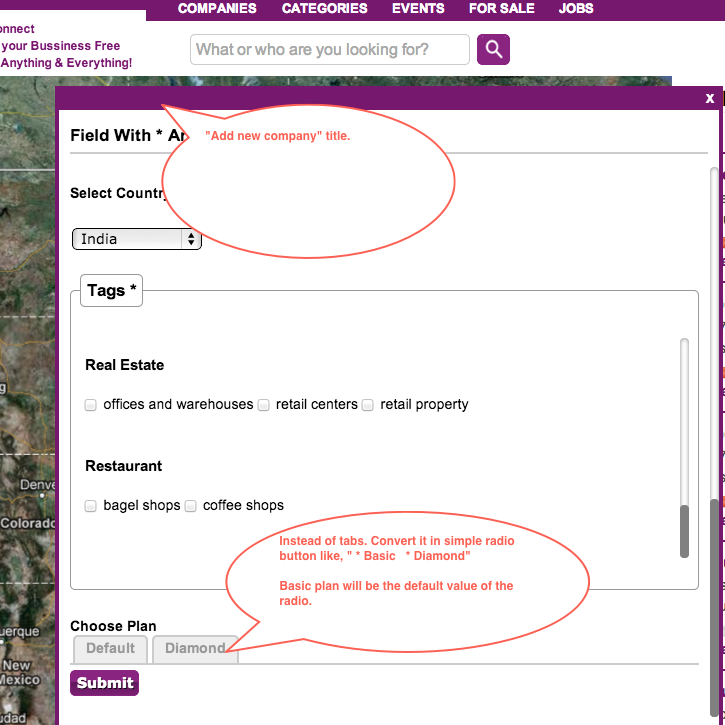 COMPANIES CATEGORIES EVENTS FOR SALE JOBS
onnect
your Bussiness Free
Anything & Everything!
What or who are you looking for?
x
"Add new company" title.
Field With * Ar
Select Country
India
Tags *
Real Estate
offices and warehouses retail centers retail property
Restaurant
bagel shops coffee shops
Denve
Colorado
Instead of tabs. Convert it in simple radio
button like, " * Basic * Diamond"
Basic plan will be the default value of the
radio.
Choose Plan
Default Diamond
Submit
uerque
New
Mexico
udad